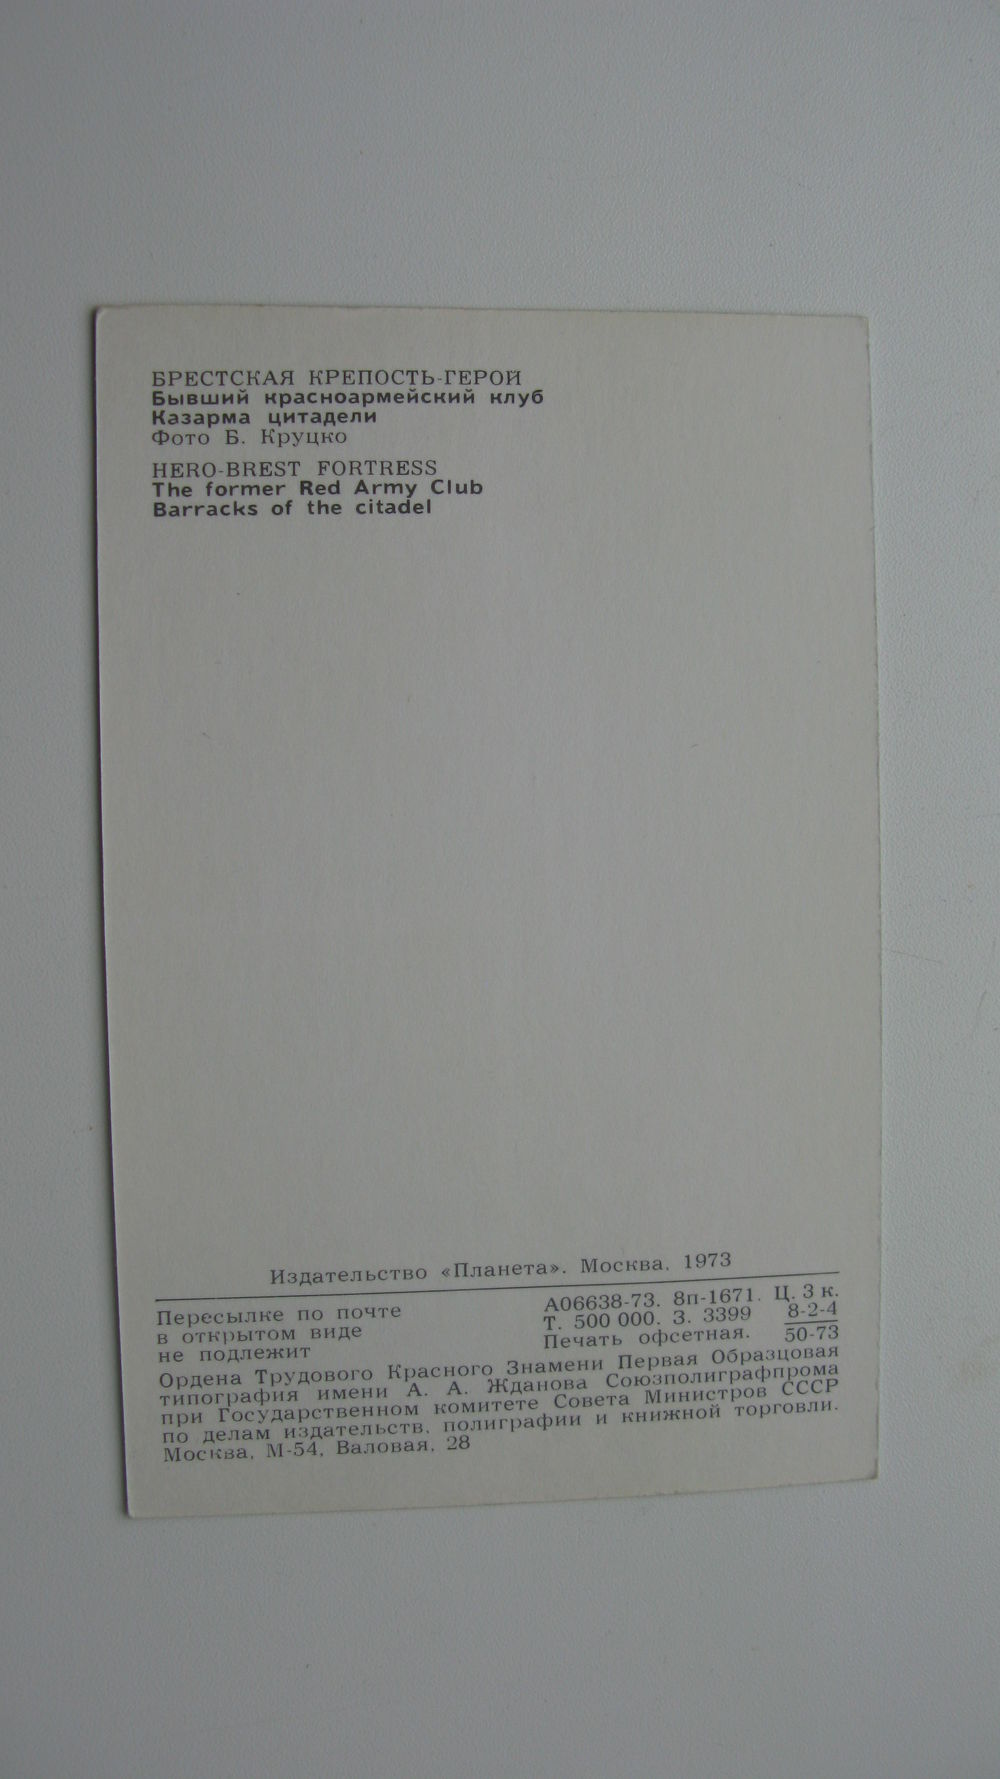 БРЕСТСКАЯ КРЕПОСТЬ-ГЕРОЙ
Бывший красноармейский клуб
Казарма цитадели
Фото Б. Круцко
HERO-BREST FORTRESS
The former Red Army Club
Barracks of the citadel
Издательство «Планета». Москва, 1973
Пересылке по почте
в открытом виде
не подлежит
А06638-73. 8п-1671. Ц. 3 к.
Т. 500 000. З. 3399 8-2-4
Печать офсетная. 50-73
Ордена Трудового Красного Знамени Первая Образцовая
типография имени А. А. Жданова Союзполиграфпрома
при Государственном комитете Совета Министров СССР
по делам издательств, полиграфии и книжной торговли.
Москва, М-54, Валовая, 28